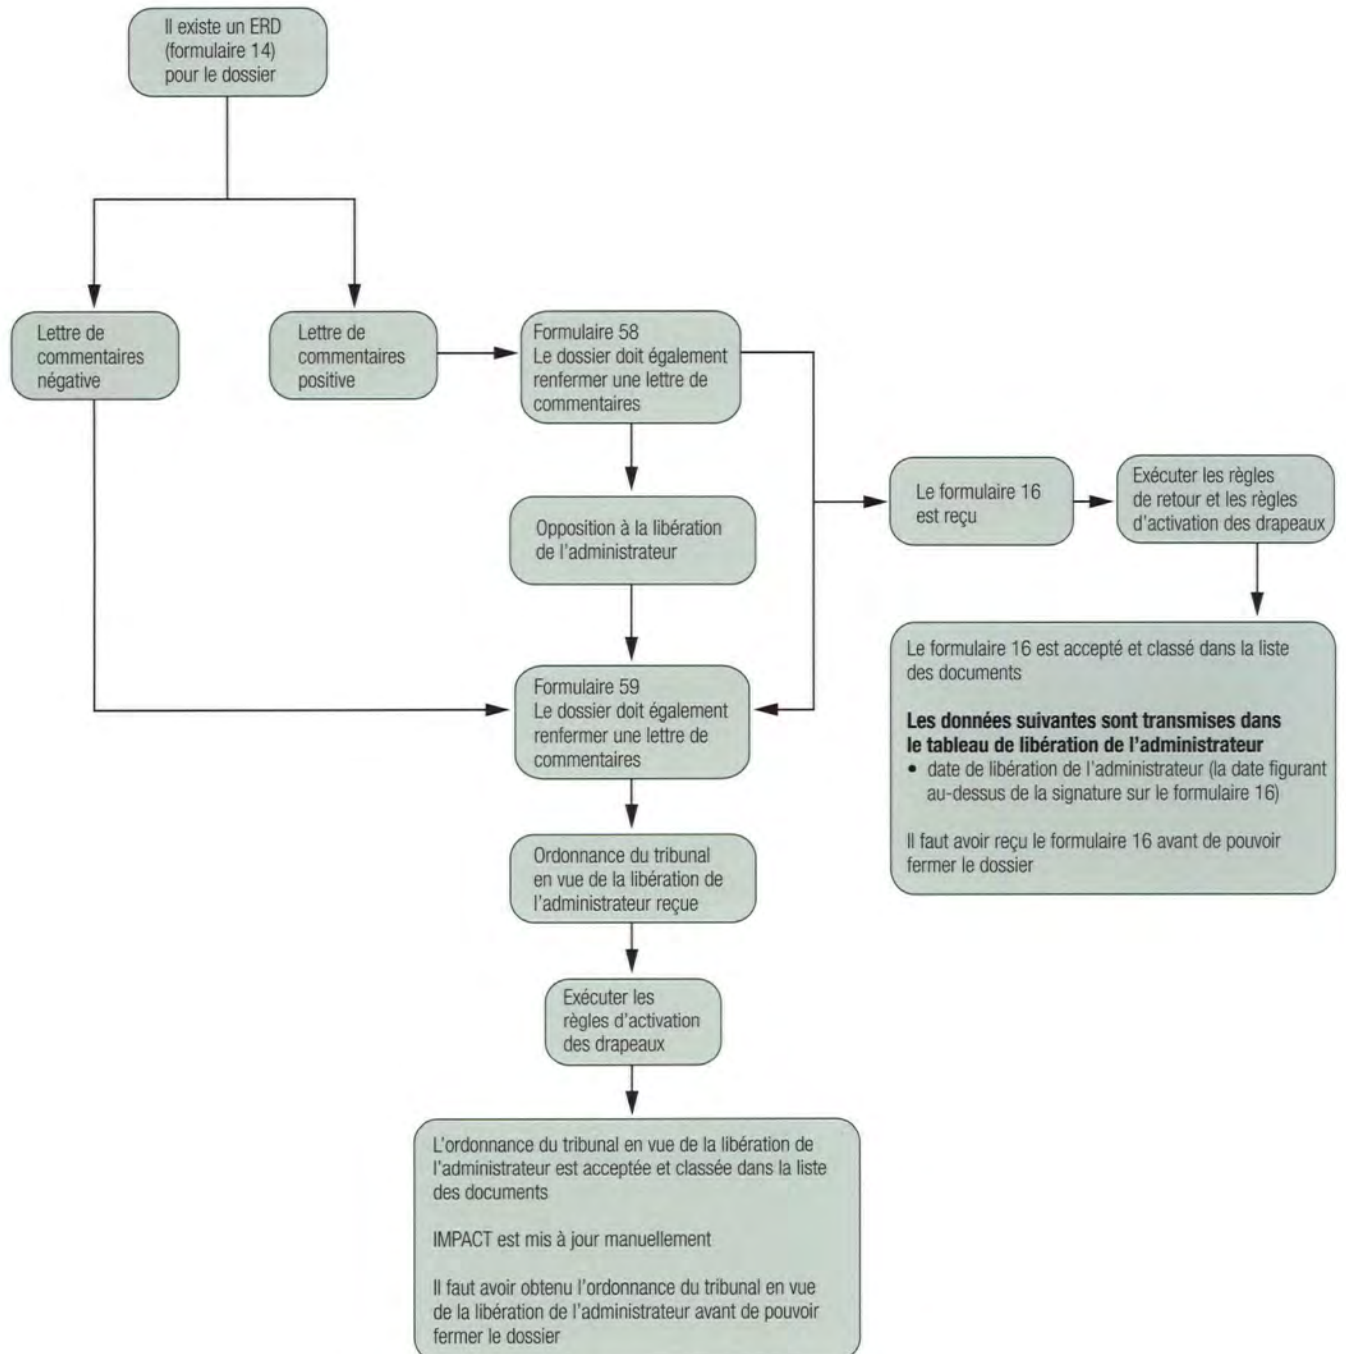 Il existe un ERD
(formulaire 14)
pour le dossier
Lettre de
commentaires
négative
Lettre de
commentaires
positive
Formulaire 58
Le dossier doit également
renfermer une lettre de
commentaires
Opposition à la libération
de l'administrateur
Le formulaire 16
est reçu
Exécuter les règles
de retour et les règles
d'activation des drapeaux
Le formulaire 16 est accepté et classé dans la liste
des documents
Les données suivantes sont transmises dans
le tableau de libération de l'administrateur
• date de libération de l'administrateur (la date figurant
au-dessus de la signature sur le formulaire 16)
Il faut avoir reçu le formulaire 16 avant de pouvoir
fermer le dossier
Formulaire 59
Le dossier doit également
renfermer une lettre de
commentaires
Ordonnance du tribunal
en vue de la libération de
l'administrateur reçue
Exécuter les
règles d'activation
des drapeaux
L'ordonnance du tribunal en vue de la libération de
l'administrateur est acceptée et classée dans la liste
des documents
IMPACT est mis à jour manuellement
Il faut avoir obtenu l'ordonnance du tribunal en vue
de la libération de l'administrateur avant de pouvoir
fermer le dossier